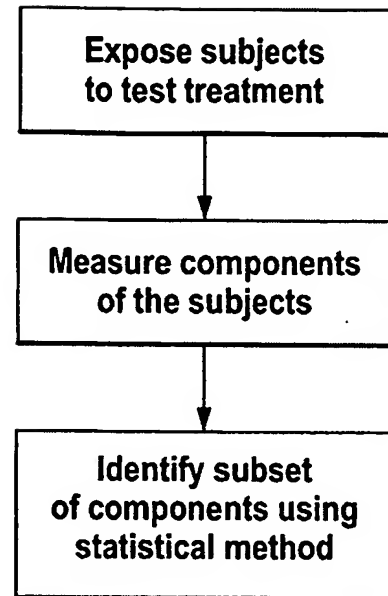 Expose subjects
to test treatment
Measure components
of the subjects
Identify subset
of components using
statistical method